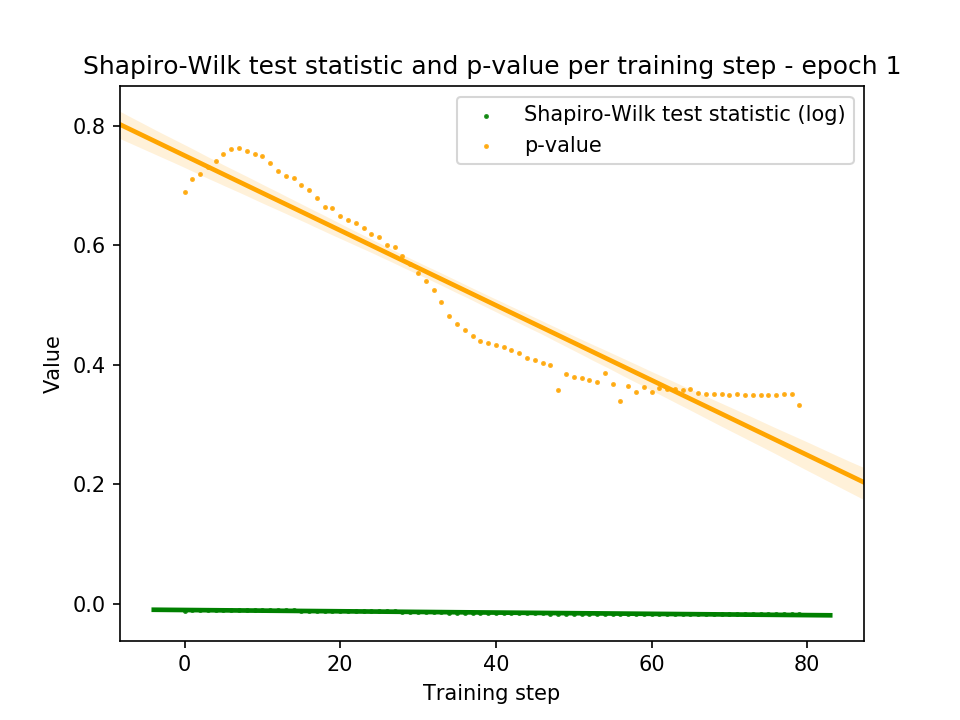 Shapiro-Wilk test statistic and p-value per training step - epoch 1
Shapiro-Wilk test statistic (log)
p-value
0.8
0.6
0.4
0.2
0.0
Value
0 20 40 60 80
Training step